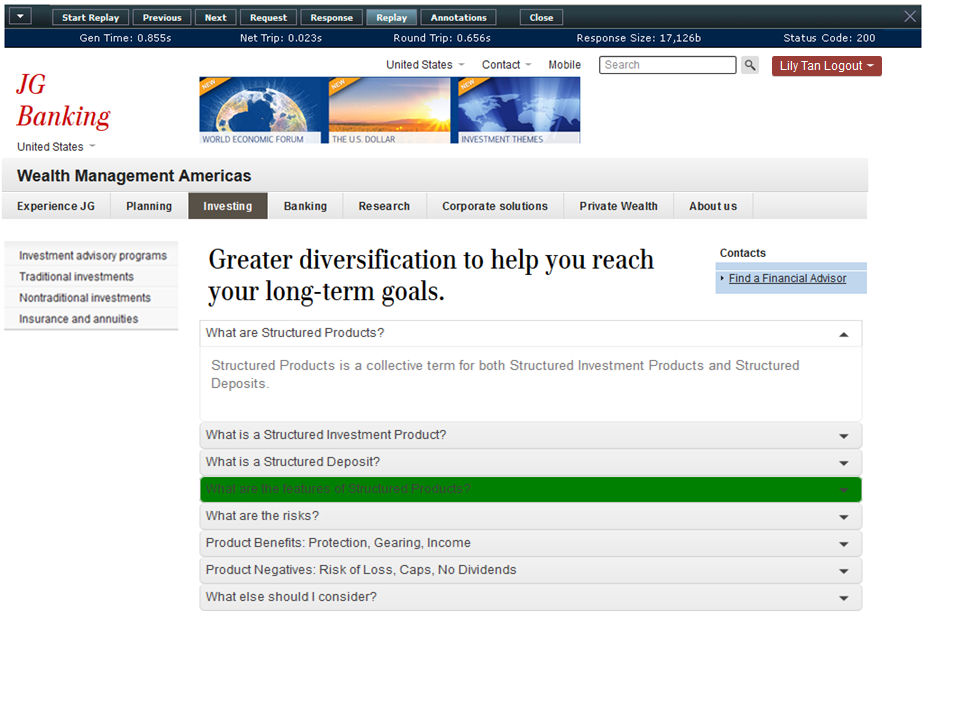 Start Replay Previous Next Request Response Replay Annotations Close
Gen Time: 0.855s Net Trip: 0.023s Round Trip: 0.656s Response Size: 17,126b Status Code: 200
United States Contact Mobile Search Lily Tan Logout
JG
Banking
United States
NEW NEW NEW
WORLD ECONOMIC FORUM THE U.S. DOLLAR INVESTMENT THEMES
Wealth Management Americas
Experience JG Planning Investing Banking Research Corporate solutions Private Wealth About us
Investment advisory programs
Traditional investments
Nontraditional investments
Insurance and annuities
Greater diversification to help you reach
your long-term goals.
Contacts
Find a Financial Advisor
What are Structured Products?
Structured Products is a collective term for both Structured Investment Products and Structured
Deposits.
What is a Structured Investment Product?
What is a Structured Deposit?
What are the features of Structured Products?
What are the risks?
Product Benefits: Protection, Gearing, Income
Product Negatives: Risk of Loss, Caps, No Dividends
What else should I consider?